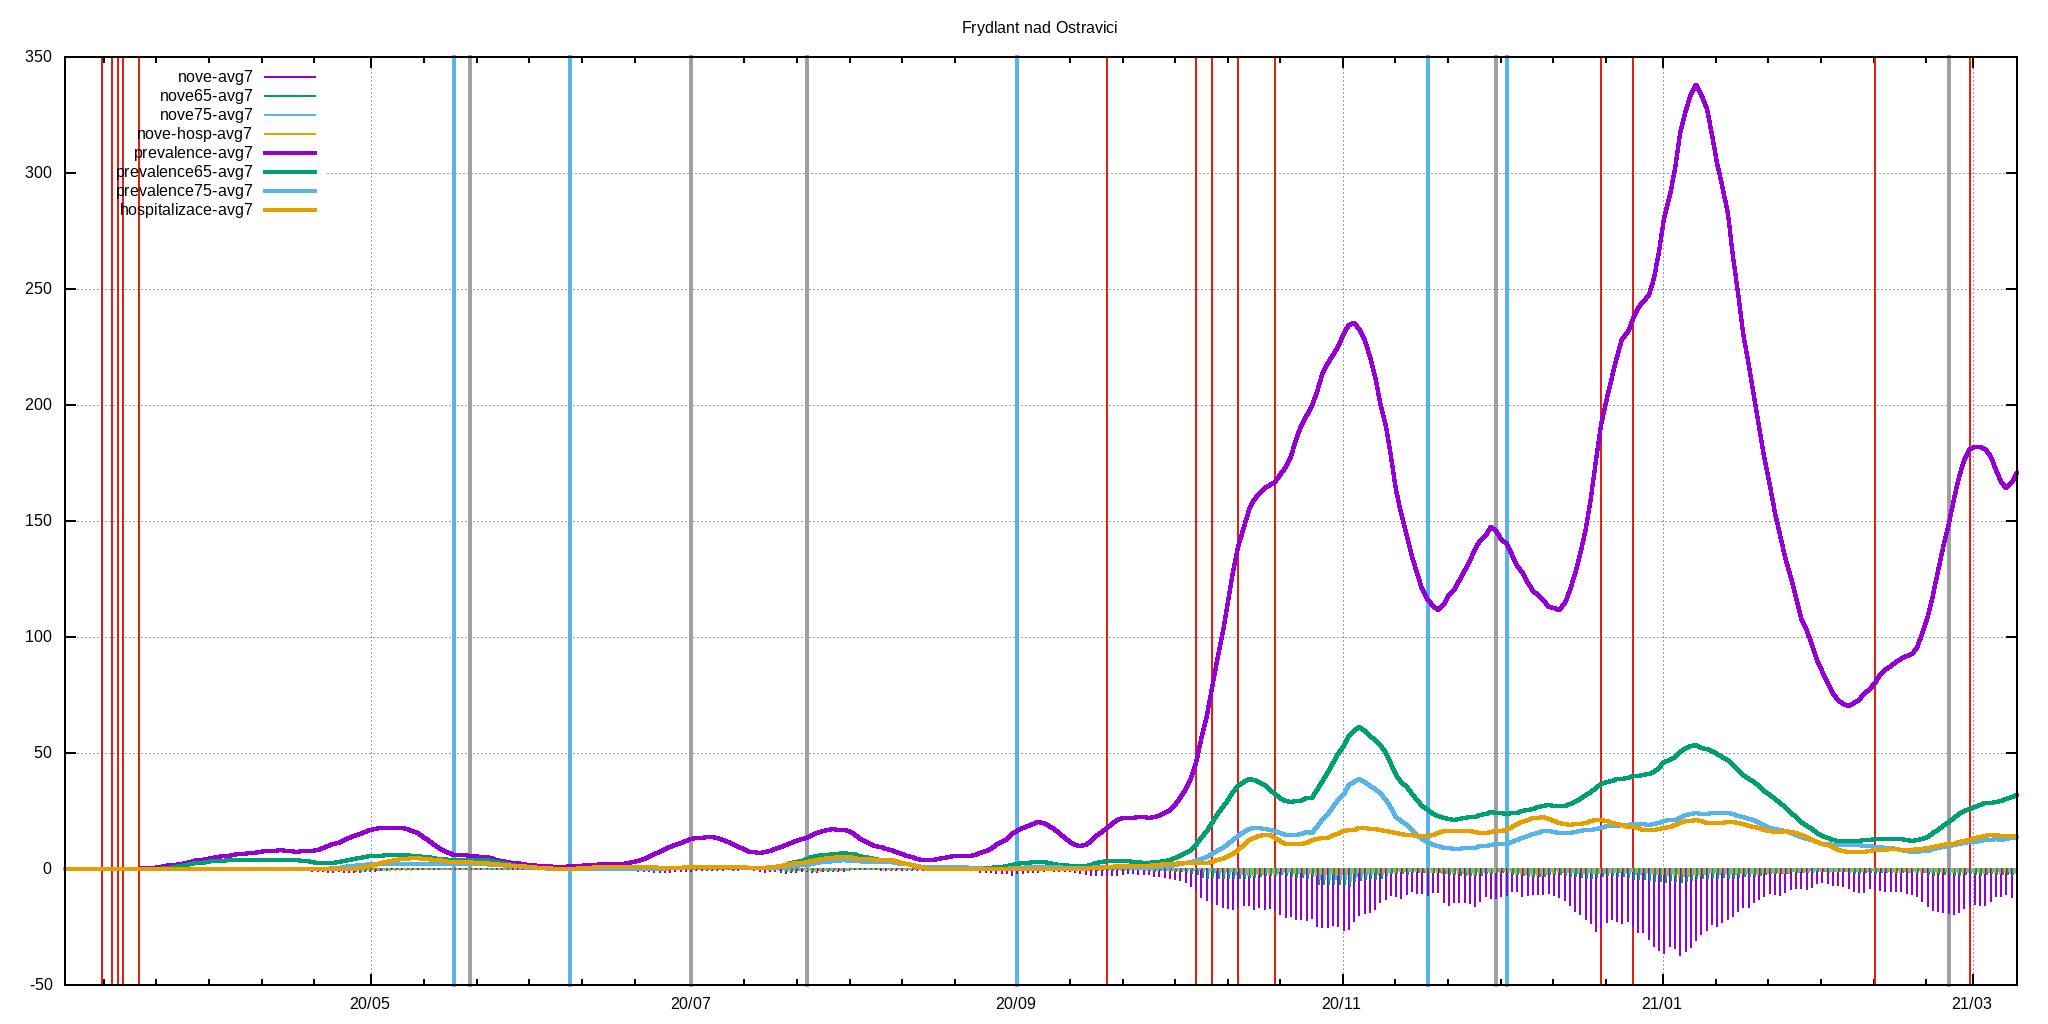 Frydlant nad Ostravici
350
300
250
200
150
100
50
0
-50
nove-avg7
nove65-avg7
nove75-avg7
nove-hosp-avg7
prevalence-avg7
prevalence65-avg7
prevalence75-avg7
hospitalizace-avg7
20/05
20/07
20/09
20/11
21/01
21/03